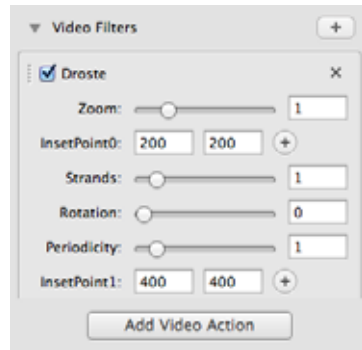 Video Filters
Droste
Zoom: 1
InsetPoint0: 200 200
Strands: 1
Rotation: 0
Periodicity: 1
InsetPoint1: 400 400
Add Video Action